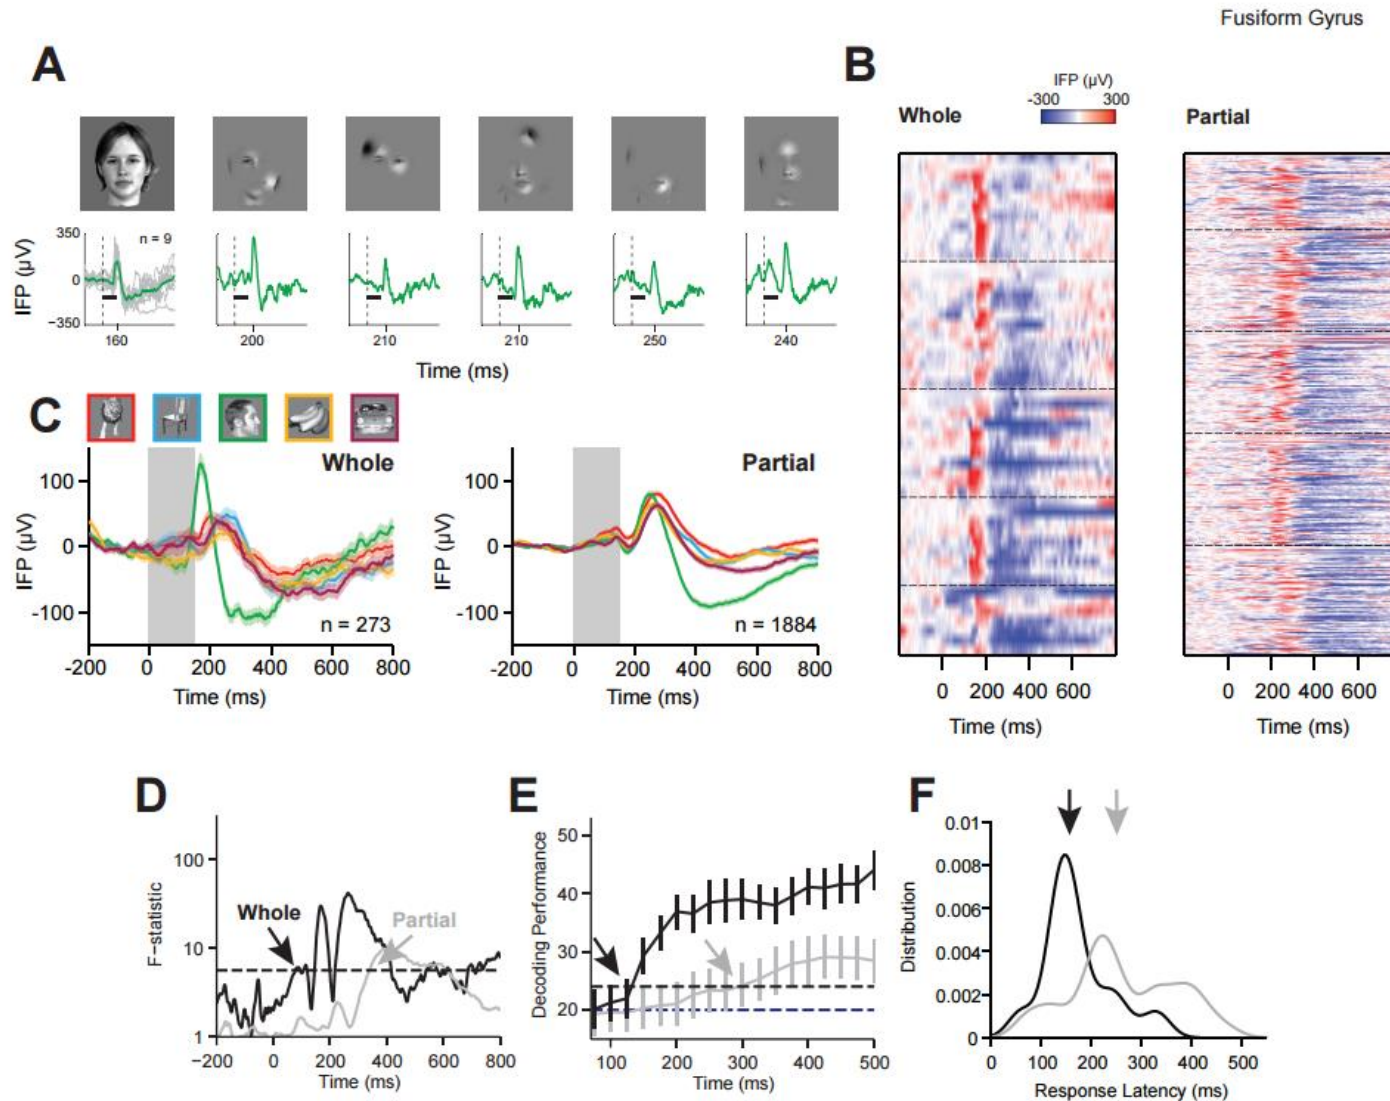 Fusiform Gyrus
A
350
0
−350
IFP (µV)
n = 9
160
200
210
210
250
240
Time (ms)
B
IFP (µV)
-300
300
Whole
Partial
0 200 400 600
Time (ms)
0 200 400 600
Time (ms)
C
Whole
100
0
-100
IFP (µV)
n = 273
-200 0 200 400 600 800
Time (ms)
Partial
100
0
-100
IFP (µV)
n = 1884
-200 0 200 400 600 800
Time (ms)
D
100
10
1
F−statistic
Whole
Partial
−200 0 200 400 600 800
Time (ms)
E
50
40
30
20
Decoding Performance
100 200 300 400 500
Time (ms)
F
0.01
0.008
0.006
0.004
0.002
0
Distribution
0 100 200 300 400 500
Response Latency (ms)